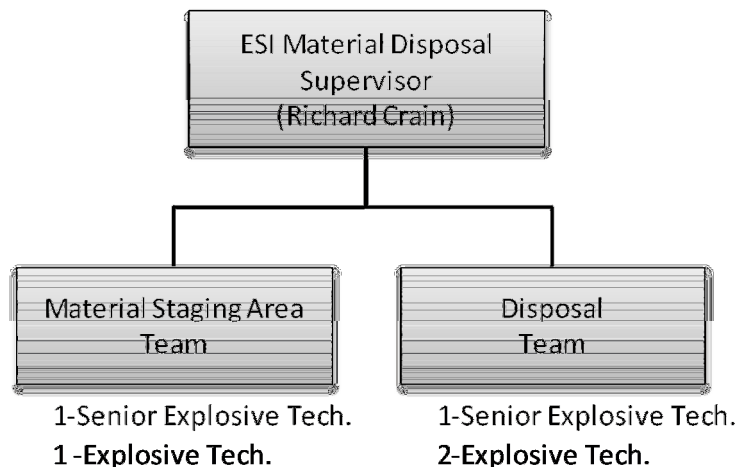 ESI Material Disposal
Supervisor
(Richard Crain)
Material Staging Area
Team
1-Senior Explosive Tech.
1 -Explosive Tech.
Disposal
Team
1-Senior Explosive Tech.
2-Explosive Tech.